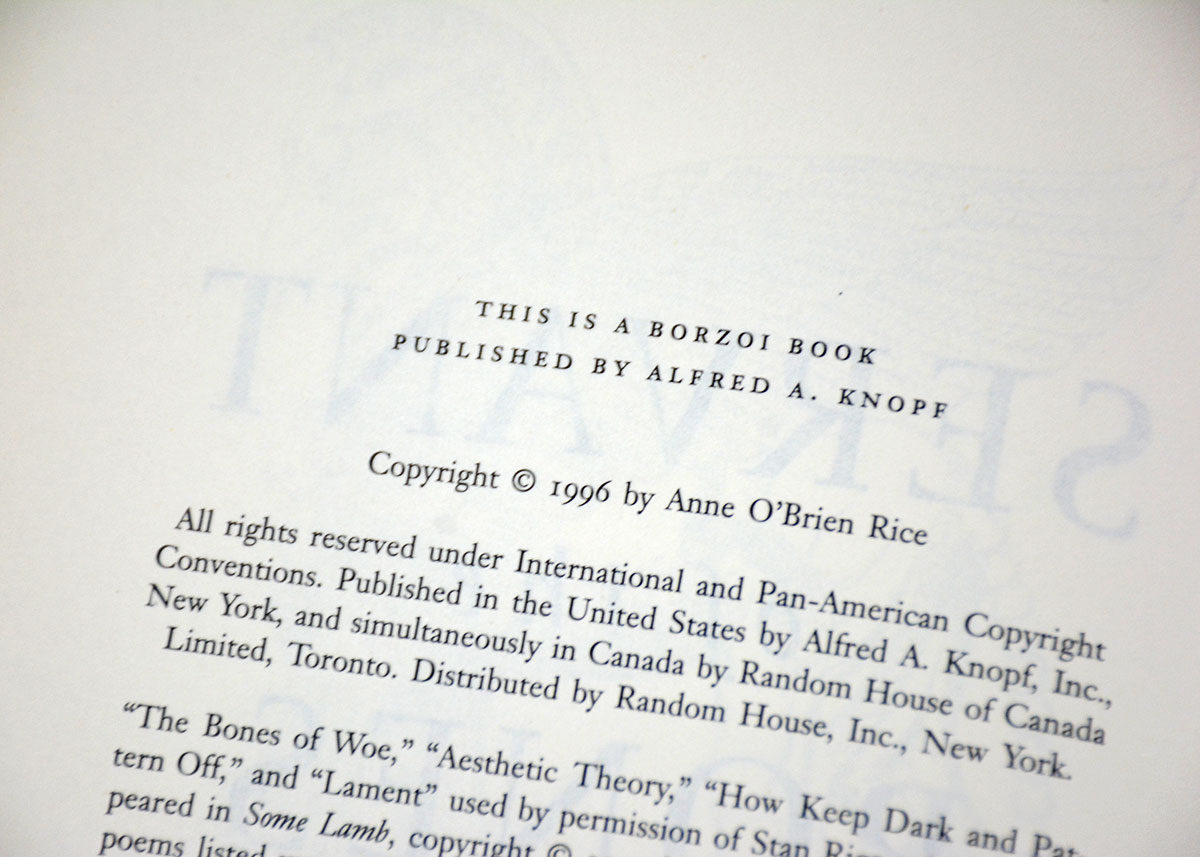 THIS IS A BORZOI BOOK
PUBLISHED BY ALFRED A. KNOPF
Copyright © 1996 by Anne O’Brien Rice
All rights reserved under International and Pan-American Copyright
Conventions. Published in the United States by Alfred A. Knopf, Inc.,
New York, and simultaneously in Canada by Random House of Canada
Limited, Toronto. Distributed by Random House, Inc., New York.
“The Bones of Woe,” “Aesthetic Theory,” “How Keep Dark and Pat-
tern Off,” and “Lament” used by permission of Stan
peared in Some Lamb, copyright ©
poems listed
SERVANT